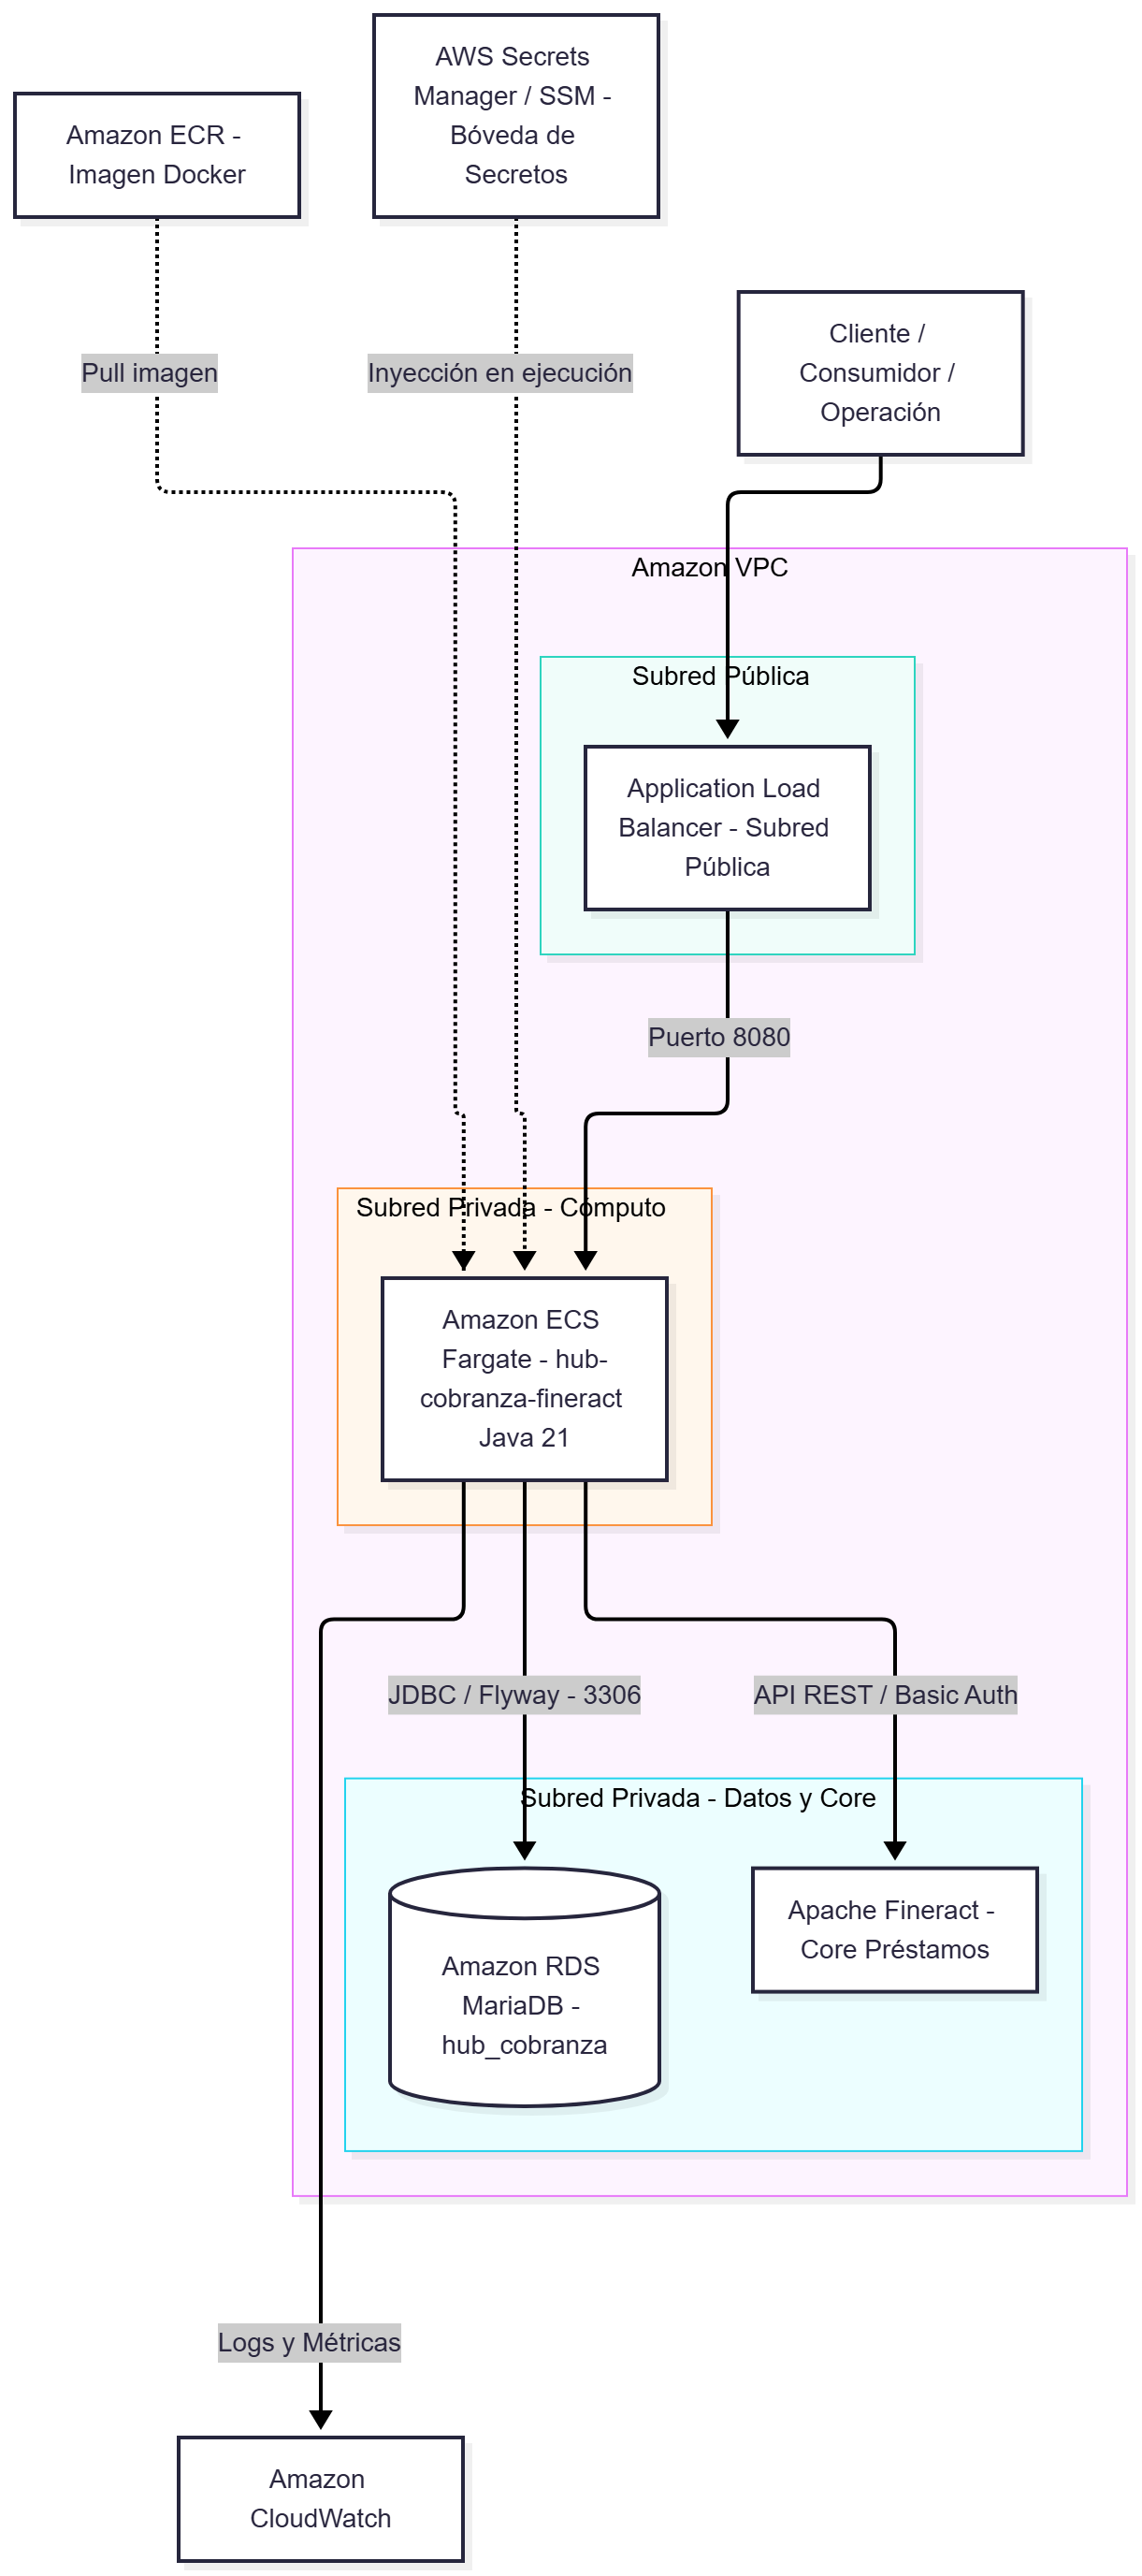 AWS Secrets
Manager / SSM -
Bóveda de
Secretos
Amazon ECR -
Imagen Docker
Cliente /
Consumidor /
Operación
Pull imagen
Inyección en ejecución
Amazon VPC
Subred Pública
Application Load
Balancer - Subred
Pública
Puerto 8080
Subred Privada - Cómputo
Amazon ECS
Fargate - hub-
cobranza-fineract
Java 21
JDBC / Flyway - 3306
API REST / Basic Auth
Subred Privada - Datos y Core
Amazon RDS
MariaDB -
hub_cobranza
Apache Fineract -
Core Préstamos
Logs y Métricas
Amazon
CloudWatch